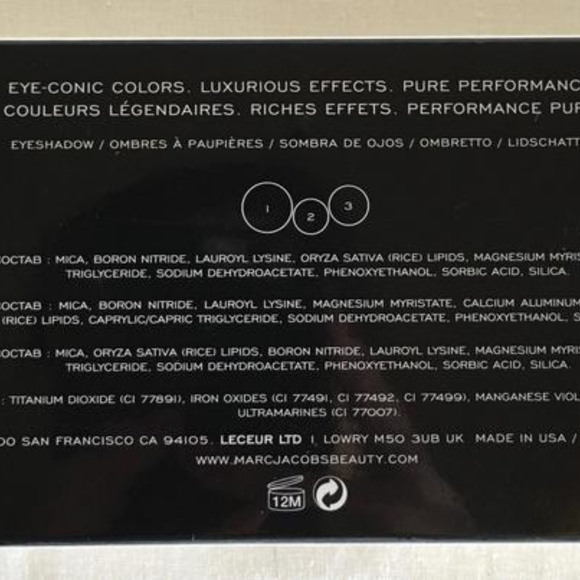 EYE-CONIC COLORS. LUXURIOUS EFFECTS. PURE PERFORMANC
COULEURS LÉGENDAIRES. RICHES EFFETS. PERFORMANCE PUR
EYESHADOW / OMBRES À PAUPIÈRES / SOMBRA DE OJOS / OMBRETTO / LIDSCHATT
1 2 3
COCTAB : MICA, BORON NITRIDE, LAUROYL LYSINE, ORYZA SATIVA (RICE) LIPIDS, MAGNESIUM MYRIS
TRIGLYCERIDE, SODIUM DEHYDROACETATE, PHENOXYETHANOL, SORBIC ACID, SILICA.
COCTAB : MICA, BORON NITRIDE, LAUROYL LYSINE, MAGNESIUM MYRISTATE, CALCIUM ALUMINUM
(RICE) LIPIDS, CAPRYLIC/CAPRIC TRIGLYCERIDE, SODIUM DEHYDROACETATE, PHENOXYETHANOL, S
COCTAB : MICA, ORYZA SATIVA (RICE) LIPIDS, BORON NITRIDE, LAUROYL LYSINE, MAGNESIUM MYRIS
TRIGLYCERIDE, SODIUM DEHYDROACETATE, PHENOXYETHANOL, SORBIC ACID, SILICA.
: TITANIUM DIOXIDE (CI 77891), IRON OXIDES (CI 77491, CI 77492, CI 77499), MANGANESE VIOL
ULTRAMARINES (CI 77007).
DO SAN FRANCISCO CA 94105. LECEUR LTD | LOWRY M50 3UB UK MADE IN USA /
WWW.MARCJACOBSBEAUTY.COM
12M